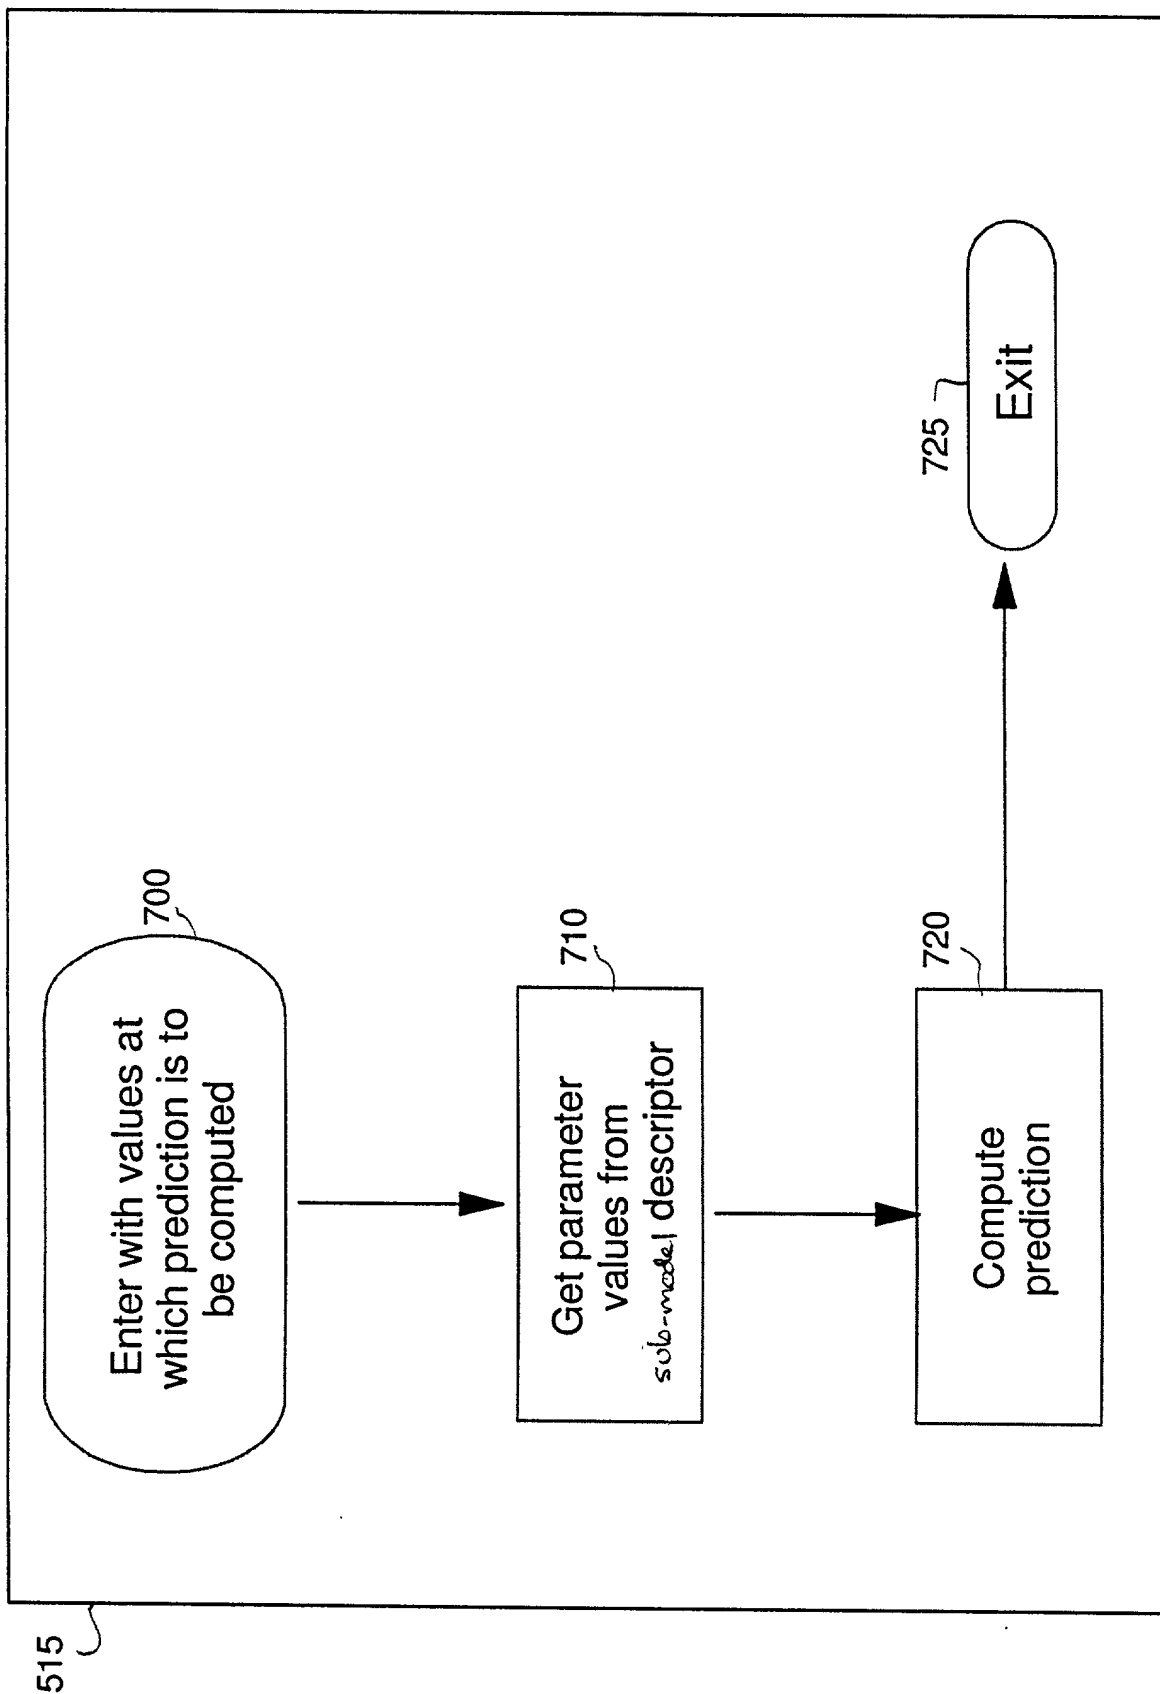 515
700
Enter with values at
which prediction is to
be computed
710
Get parameter
values from
sub-model descriptor
720
Compute
prediction
725
Exit